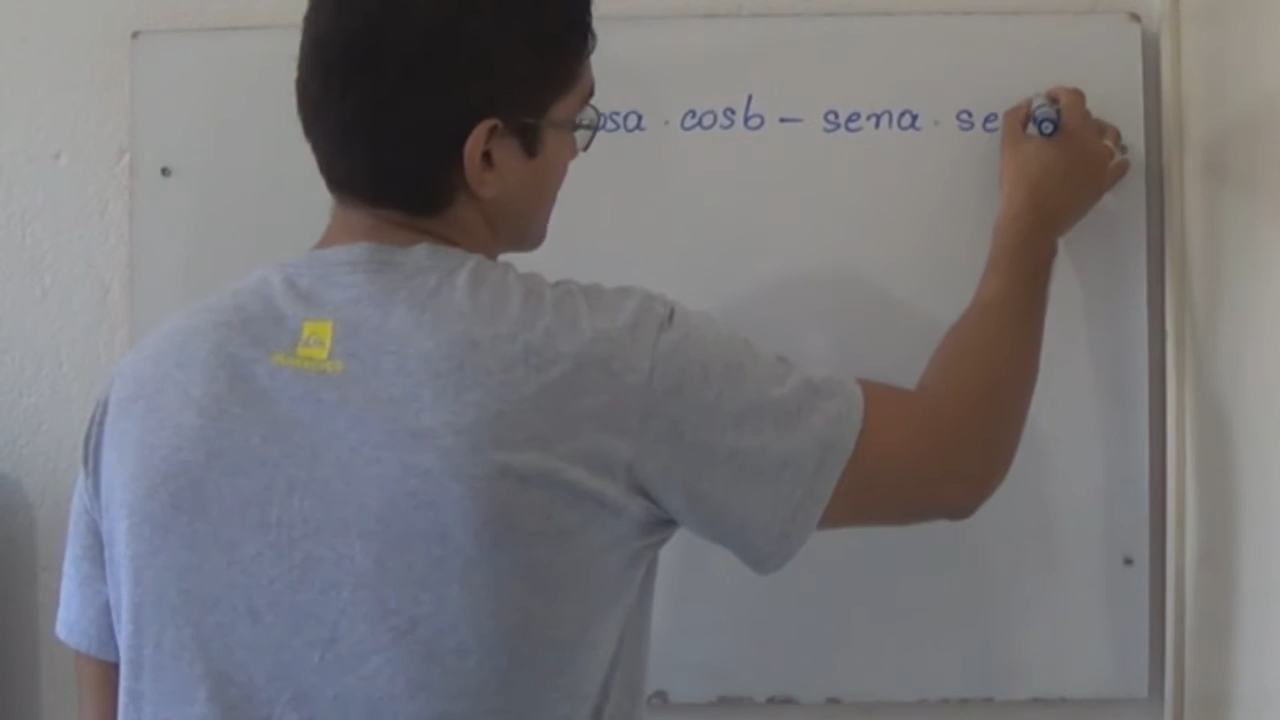 osa · cosb - sena · se